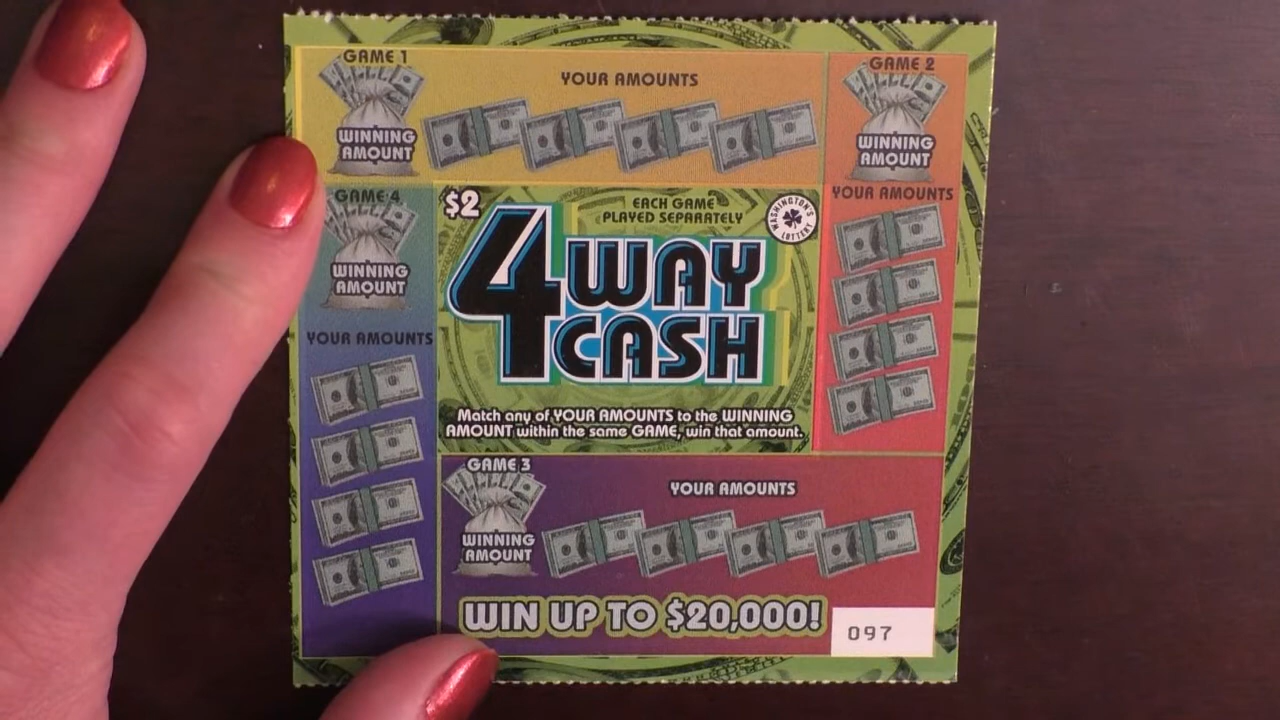 GAME 1
WINNING
AMOUNT
YOUR AMOUNTS
GAME 2
WINNING
AMOUNT
YOUR AMOUNTS
GAME 4
WINNING
AMOUNT
YOUR AMOUNTS
$2
EACH GAME
PLAYED SEPARATELY
WASHINGTON'S
LOTTERY
4 WAY
CASH
Match any of YOUR AMOUNTS to the WINNING
AMOUNT within the same GAME, win that amount.
GAME 3
WINNING
AMOUNT
YOUR AMOUNTS
WIN UP TO $20,000!
097